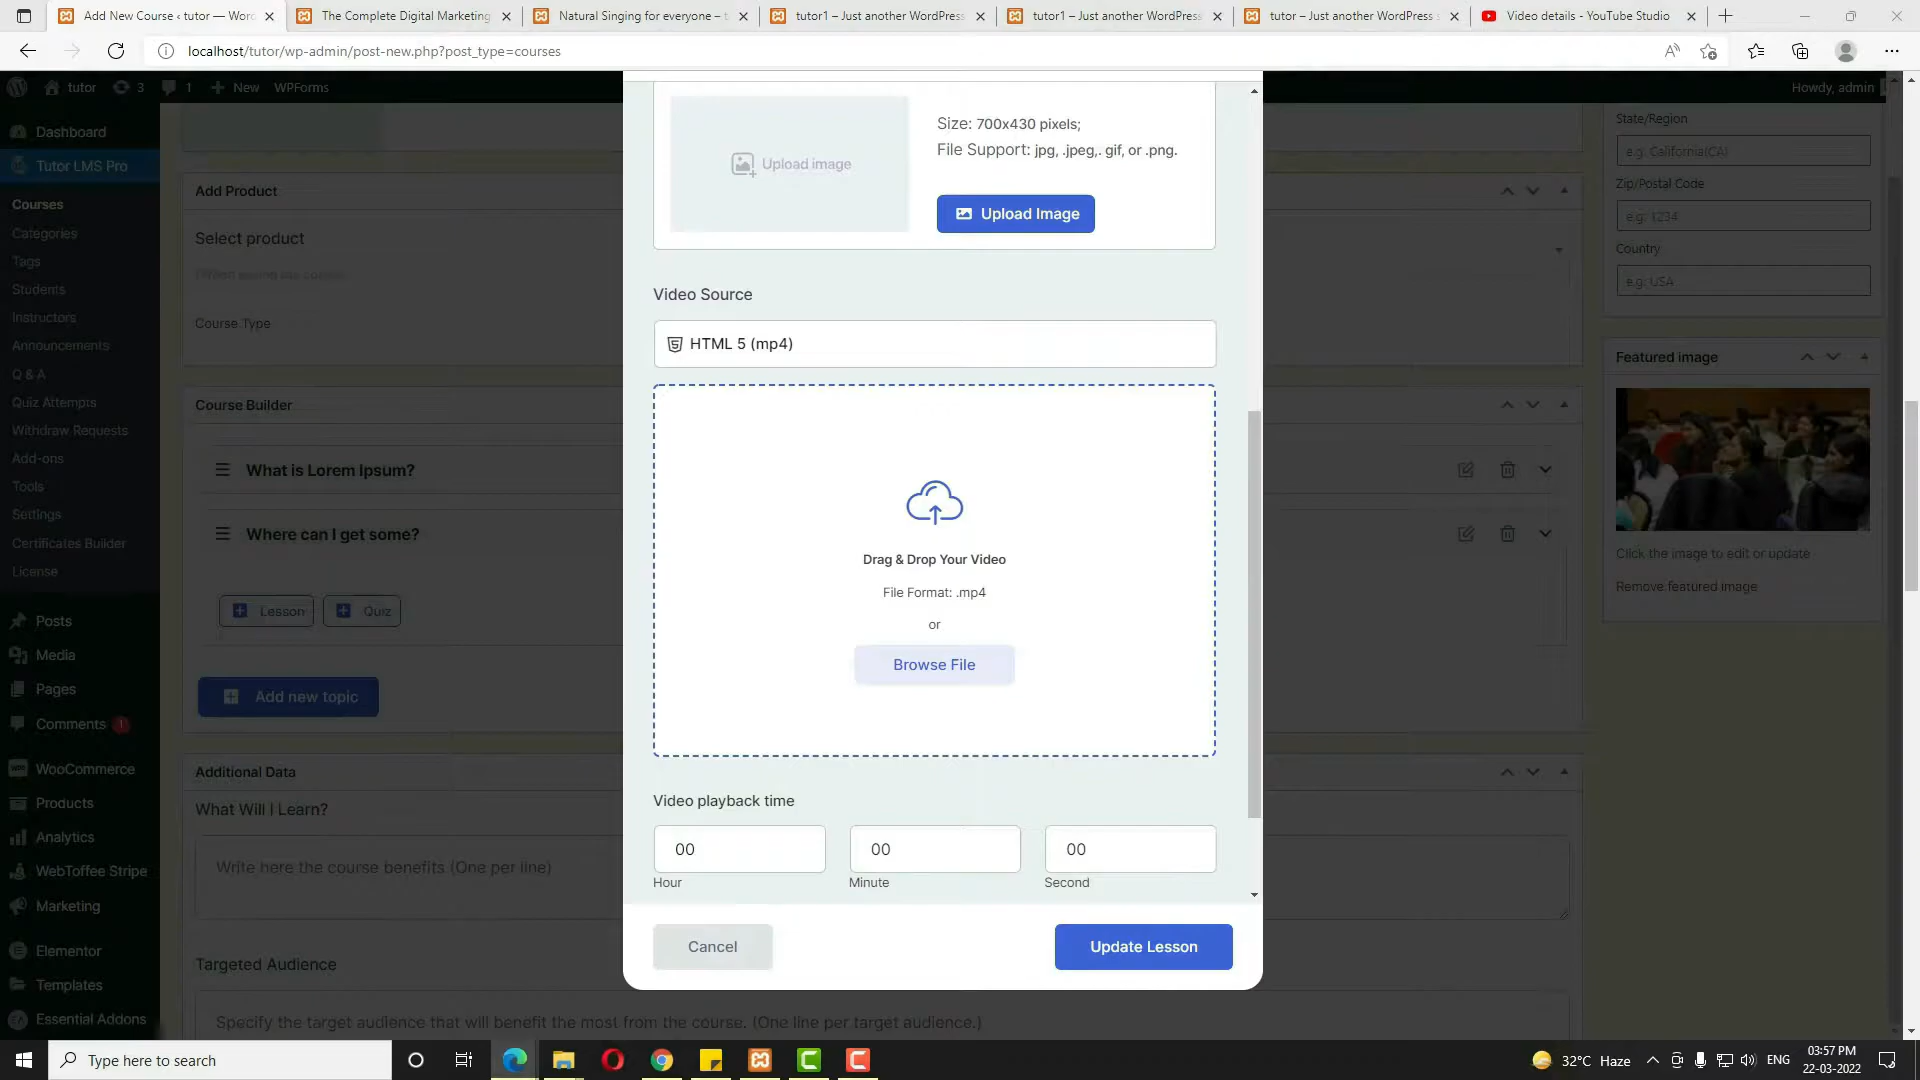 Add New Course ‹ tutor — Wor
The Complete Digital Marketing
Natural Singing for everyone – t
tutor1 – Just another WordPress
tutor1 – Just another WordPress
tutor – Just another WordPress s
Video details - YouTube Studio
localhost/tutor/wp-admin/post-new.php?post_type=courses
tutor
3
1
New
WPForms
Howdy, admin
Dashboard
Tutor LMS Pro
Courses
Categories
Tags
Students
Instructors
Announcements
Q & A
Quiz Attempts
Withdraw Requests
Add-ons
Tools
Settings
Certificates Builder
License
Posts
Media
Pages
Comments 1
WooCommerce
Products
Analytics
WebToffee Stripe
Marketing
Elementor
Templates
Essential Addons
Add Product
Select product
Course Type
Course Builder
What is Lorem Ipsum?
Where can I get some?
Lesson
Quiz
Add new topic
Additional Data
What Will I Learn?
Write here the course benefits (One per line)
Targeted Audience
Specify the target audience that will benefit the most from the course. (One line per target audience.)
Upload image
Size: 700x430 pixels;
File Support: jpg, .jpeg,. gif, or .png.
Upload Image
Video Source
HTML 5 (mp4)
Drag & Drop Your Video
File Format: .mp4
or
Browse File
Video playback time
00
00
00
Hour
Minute
Second
Cancel
Update Lesson
State/Region
e.g: California(CA)
Zip/Postal Code
e.g: 1234
Country
e.g: USA
Featured image
Click the image to edit or update
Remove featured image
Type here to search
32°C Haze
ENG
03:57 PM
22-03-2022